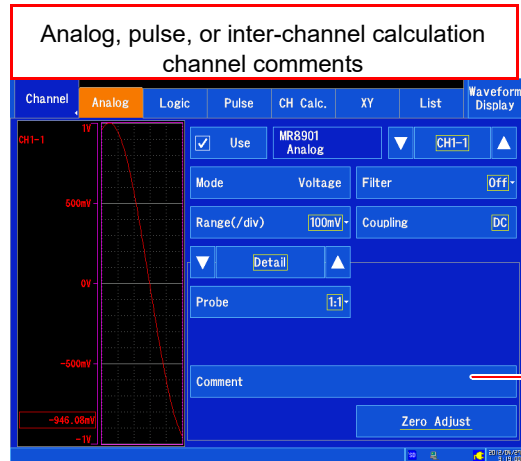 Analog, pulse, or inter-channel calculation
channel comments
Channel Analog Logic Pulse CH Calc. XY List Waveform Display
CH1-1
1V
500mV
0V
-500mV
-946.08mV
-1V
Use MR8901 Analog CH1-1
Mode Voltage Filter Off
Range(/div) 100mV Coupling DC
Detail
Probe 1:1
Comment
Zero Adjust
SD